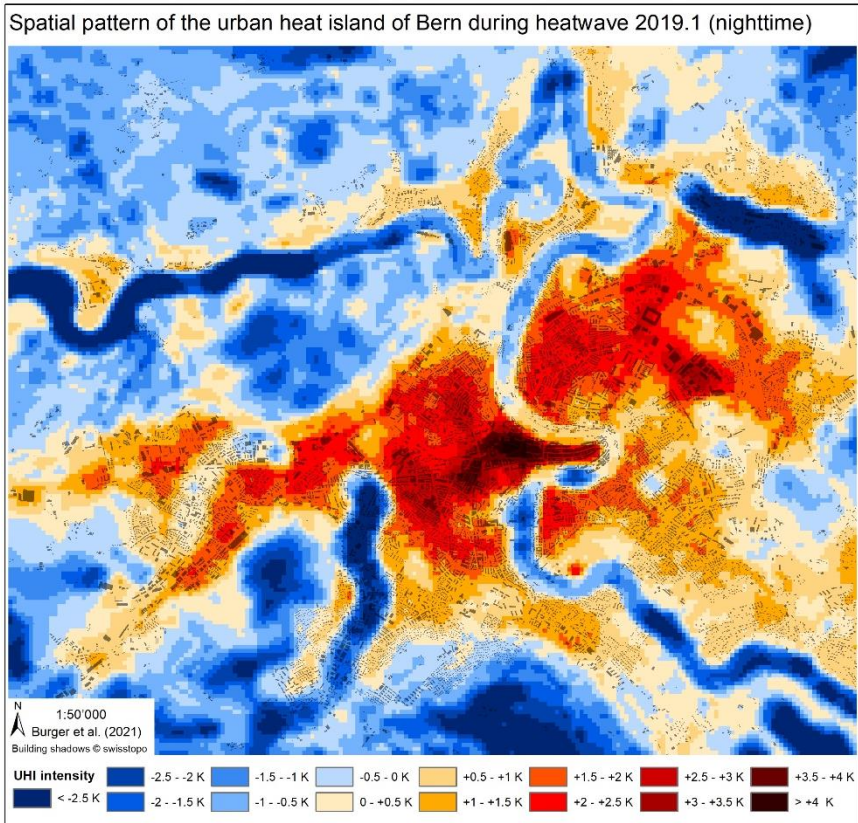 Spatial pattern of the urban heat island of Bern during heatwave 2019.1 (nighttime)
N
1:50'000
Burger et al. (2021)
Building shadows © swisstopo
UHI intensity
< -2.5 K
-2.5 - -2 K
-2 - -1.5 K
-1.5 - -1 K
-1 - -0.5 K
-0.5 - 0 K
0 - +0.5 K
+0.5 - +1 K
+1 - +1.5 K
+1.5 - +2 K
+2 - +2.5 K
+2.5 - +3 K
+3 - +3.5 K
+3.5 - +4 K
> +4 K